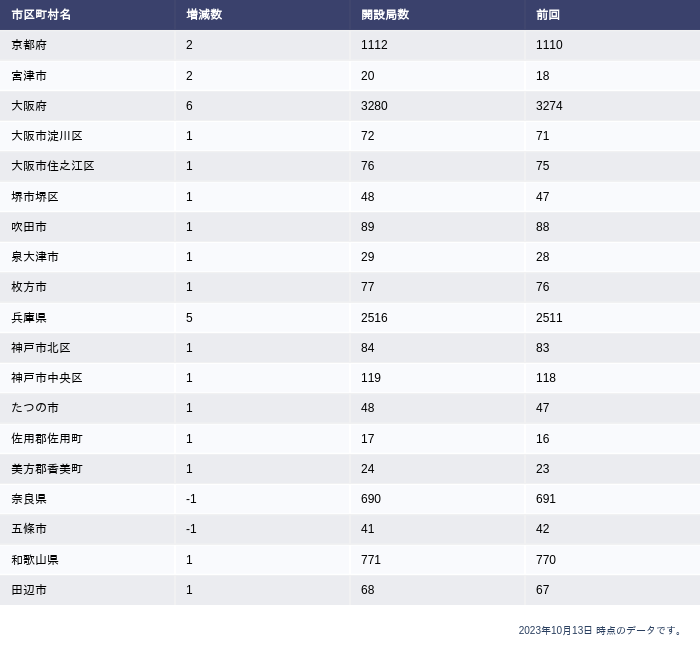 市区町村名 増減数 開設局数 前回
京都府 2 1112 1110
宮津市 2 20 18
大阪府 6 3280 3274
大阪市淀川区 1 72 71
大阪市住之江区 1 76 75
堺市堺区 1 48 47
吹田市 1 89 88
泉大津市 1 29 28
枚方市 1 77 76
兵庫県 5 2516 2511
神戸市北区 1 84 83
神戸市中央区 1 119 118
たつの市 1 48 47
佐用郡佐用町 1 17 16
美方郡香美町 1 24 23
奈良県 -1 690 691
五條市 -1 41 42
和歌山県 1 771 770
田辺市 1 68 67
2023年10月13日 時点のデータです。